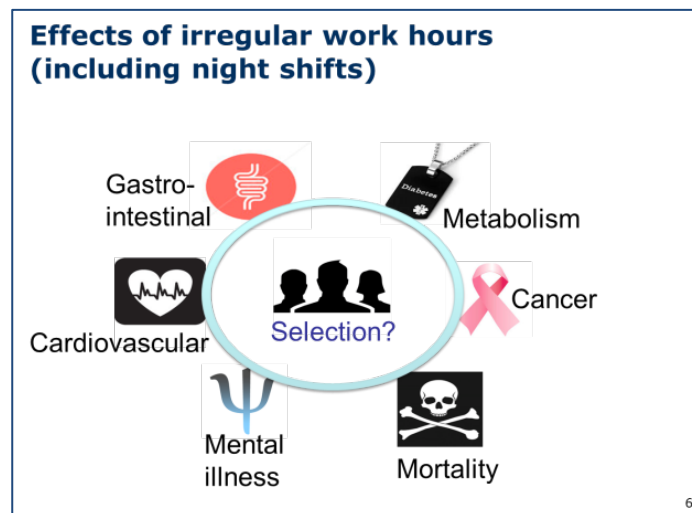 Effects of irregular work hours
(including night shifts)
Gastro-
intestinal
Diabetes
Metabolism
Cardiovascular
Selection?
Cancer
Mental
illness
Mortality
6